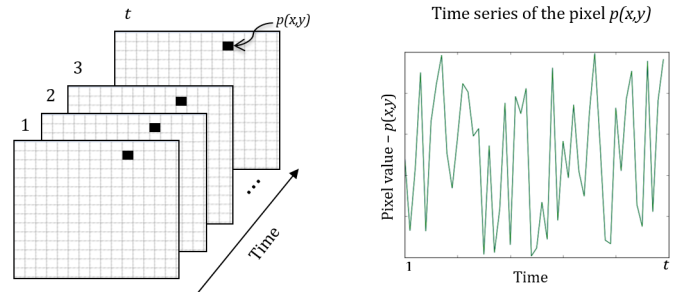 t
p(x,y)
3
2
1
...
Time
Time series of the pixel p(x,y)
Pixel value – p(x,y)
1
t
Time